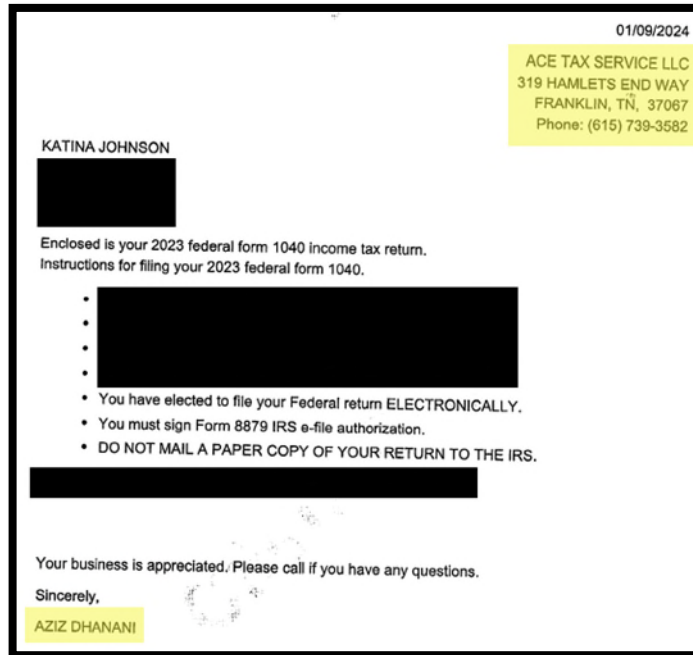 01/09/2024
ACE TAX SERVICE LLC
319 HAMLETS END WAY
FRANKLIN, TN, 37067
Phone: (615) 739-3582
KATINA JOHNSON
Enclosed is your 2023 federal form 1040 income tax return.
Instructions for filing your 2023 federal form 1040.
• You have elected to file your Federal return ELECTRONICALLY.
• You must sign Form 8879 IRS e-file authorization.
• DO NOT MAIL A PAPER COPY OF YOUR RETURN TO THE IRS.
Your business is appreciated. Please call if you have any questions.
Sincerely,
AZIZ DHANANI